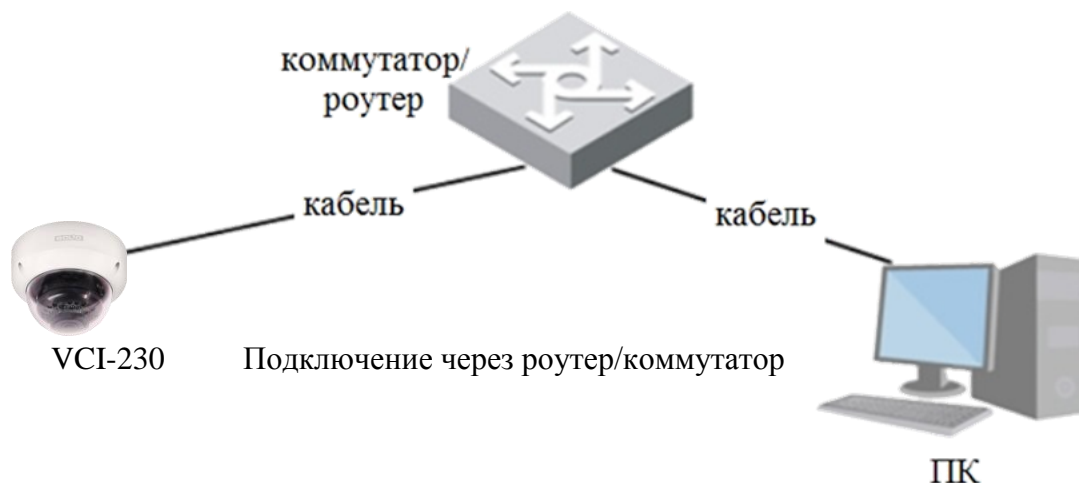 коммутатор/
роутер
кабель
кабель
VCI-230
Подключение через роутер/коммутатор
ПК